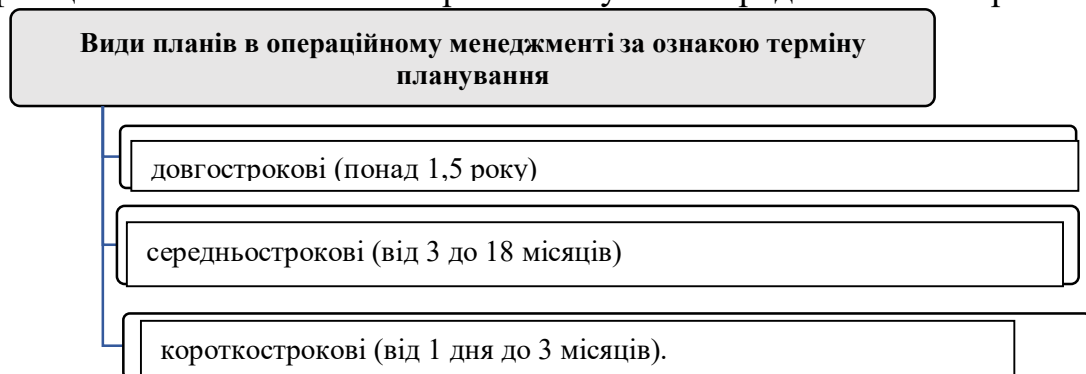 Види планів в операційному менеджменті за ознакою терміну
планування
довгострокові (понад 1,5 року)
середньострокові (від 3 до 18 місяців)
короткострокові (від 1 дня до 3 місяців).